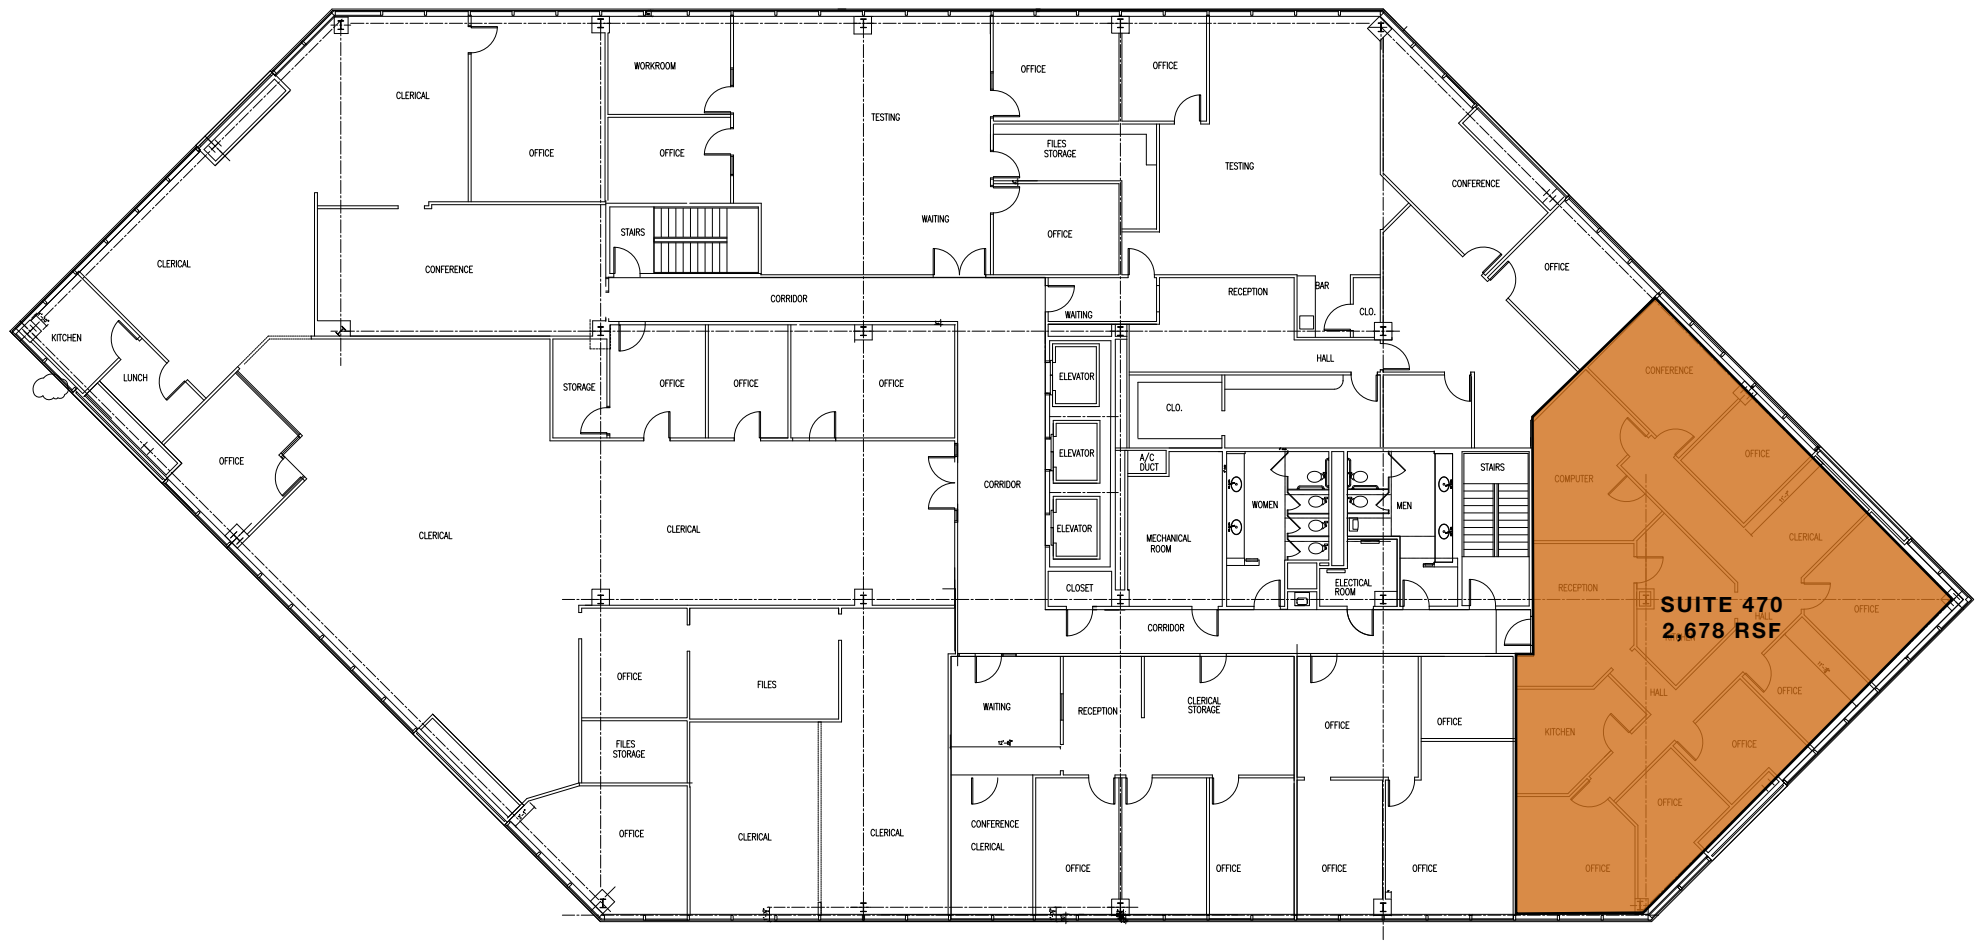 WORKROOM
OFFICE
OFFICE
CLERICAL
TESTING
OFFICE
OFFICE
FILES
STORAGE
TESTING
CONFERENCE
WAITING
STAIRS
OFFICE
CLERICAL
CONFERENCE
OFFICE
CORRIDOR
RECEPTION
BAR
WAITING
CLO.
KITCHEN
HALL
LUNCH
STORAGE
OFFICE
OFFICE
OFFICE
ELEVATOR
CONFERENCE
CLO.
OFFICE
ELEVATOR
A/C
DUCT
STAIRS
OFFICE
COMPUTER
CORRIDOR
WOMEN
MEN
CLERICAL
CLERICAL
ELEVATOR
MECHANICAL
ROOM
CLERICAL
CLOSET
ELECTICAL
ROOM
RECEPTION
SUITE 470
2,678 RSF
HALL
OFFICE
CORRIDOR
OFFICE
FILES
WAITING
RECEPTION
CLERICAL
STORAGE
OFFICE
OFFICE
HALL
OFFICE
KITCHEN
OFFICE
FILES
STORAGE
OFFICE
OFFICE
CLERICAL
CLERICAL
CONFERENCE
CLERICAL
OFFICE
OFFICE
OFFICE
OFFICE
OFFICE